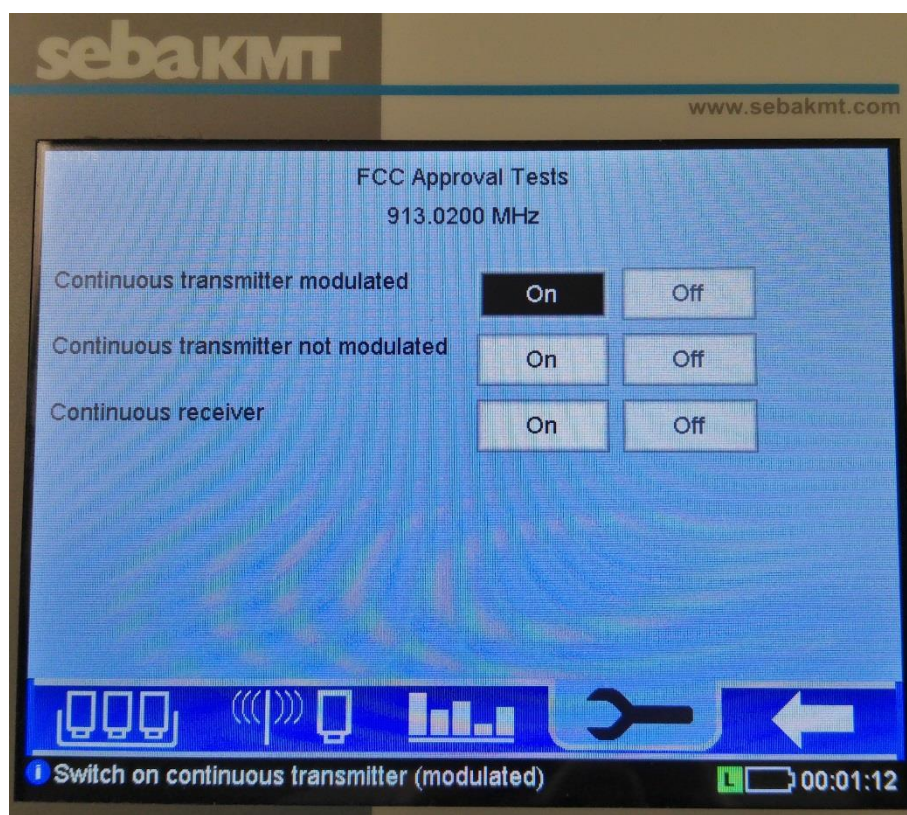 sebaKMT
www.sebakmt.com
FCC Approval Tests
913.0200 MHz
Continuous transmitter modulated On Off
Continuous transmitter not modulated On Off
Continuous receiver On Off
i Switch on continuous transmitter (modulated) L 00:01:12